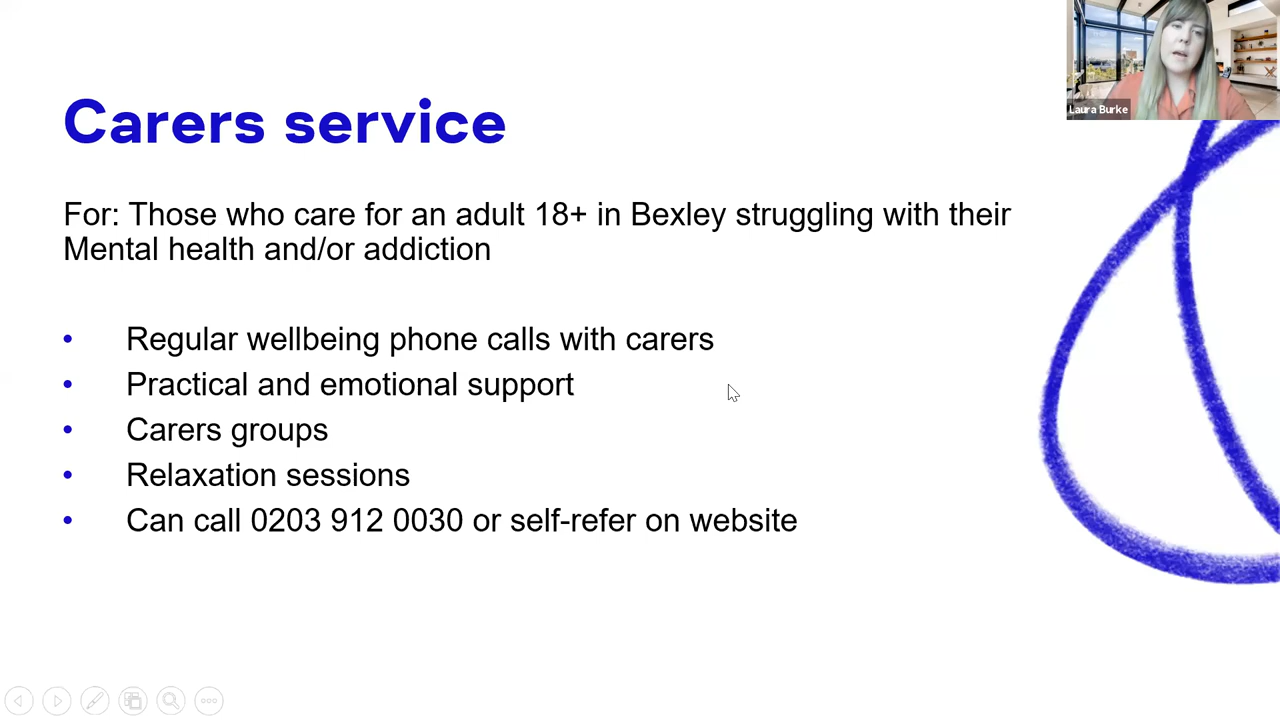 Laura Burke
Carers service
For: Those who care for an adult 18+ in Bexley struggling with their
Mental health and/or addiction
• Regular wellbeing phone calls with carers
• Practical and emotional support
• Carers groups
• Relaxation sessions
• Can call 0203 912 0030 or self-refer on website